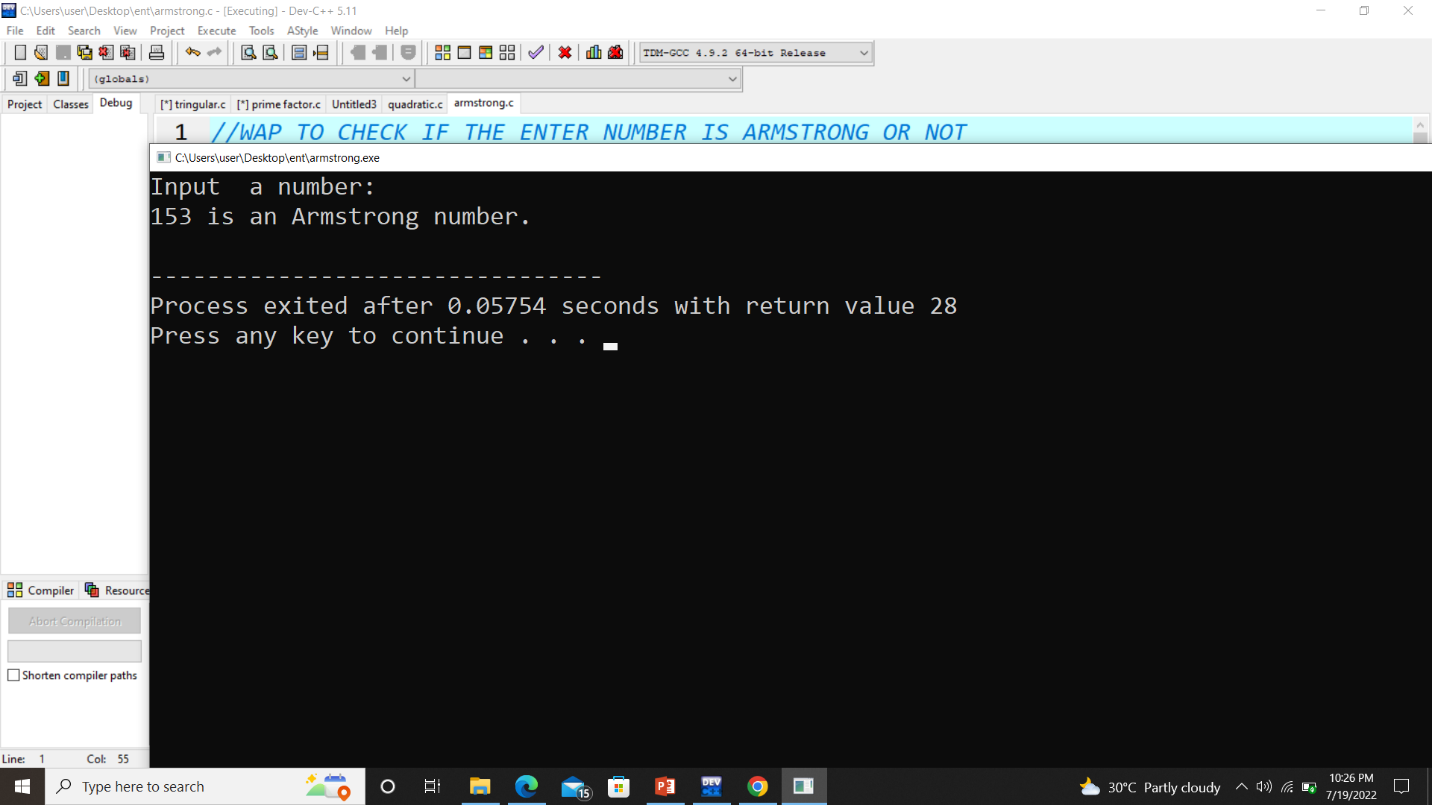 C:\Users\user\Desktop\ent\armstrong.c - [Executing] - Dev-C++ 5.11
File Edit Search View Project Execute Tools AStyle Window Help
TDM-GCC 4.9.2 64-bit Release
(globals)
Project Classes Debug [*] tringular.c [*] prime factor.c Untitled3 quadratic.c armstrong.c
1 //WAP TO CHECK IF THE ENTER NUMBER IS ARMSTRONG OR NOT
C:\Users\user\Desktop\ent\armstrong.exe
Input  a number:
153 is an Armstrong number.
--------------------------------
Process exited after 0.05754 seconds with return value 28
Press any key to continue . . .
Compiler Resource
Abort Compilation
Shorten compiler paths
Line: 1 Col: 55
Type here to search
15
P
DEV
30°C Partly cloudy
10:26 PM
7/19/2022